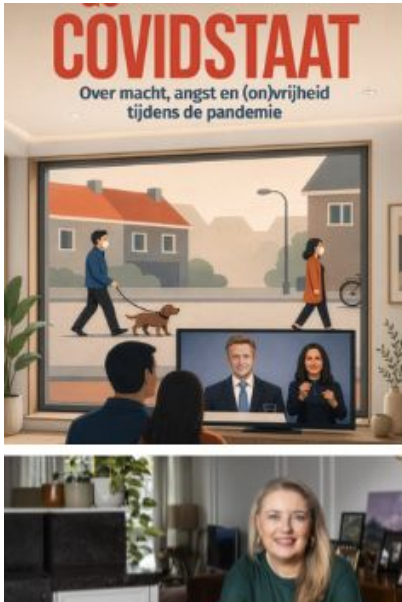 COVIDSTAAT
Over macht, angst en (on)vrijheid
tijdens de pandemie